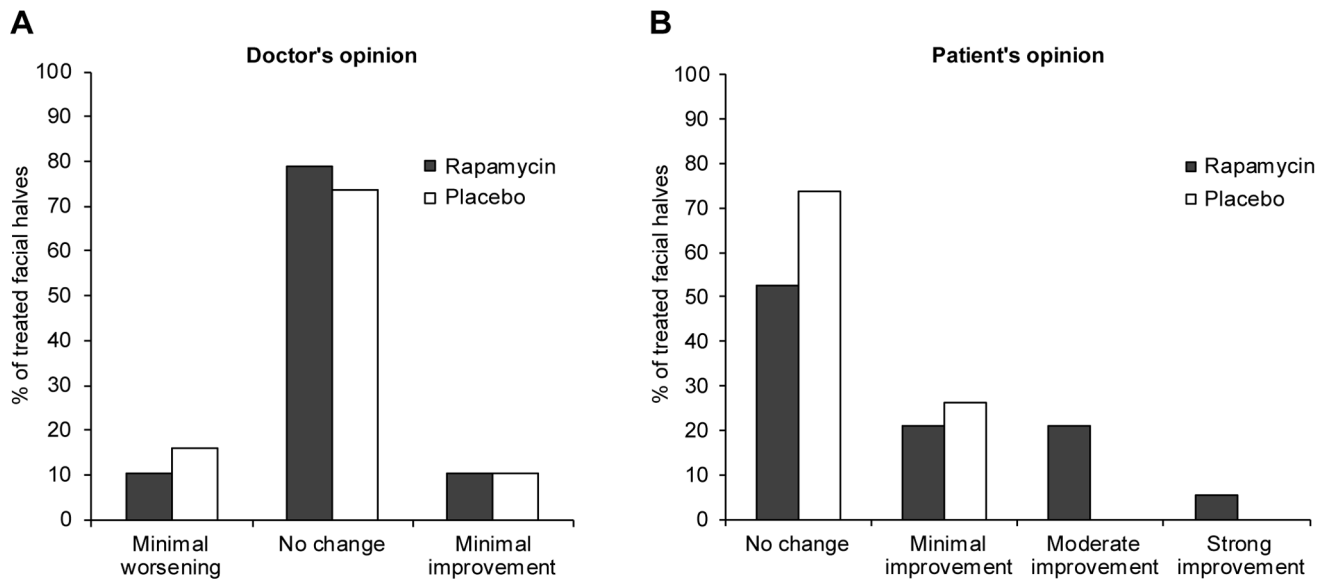 A
Doctor's opinion
% of treated facial halves
100
90
80
70
60
50
40
30
20
10
0
Rapamycin
Placebo
Minimal
worsening
No change
Minimal
improvement
B
Patient's opinion
% of treated facial halves
100
90
80
70
60
50
40
30
20
10
0
Rapamycin
Placebo
No change
Minimal
improvement
Moderate
improvement
Strong
improvement